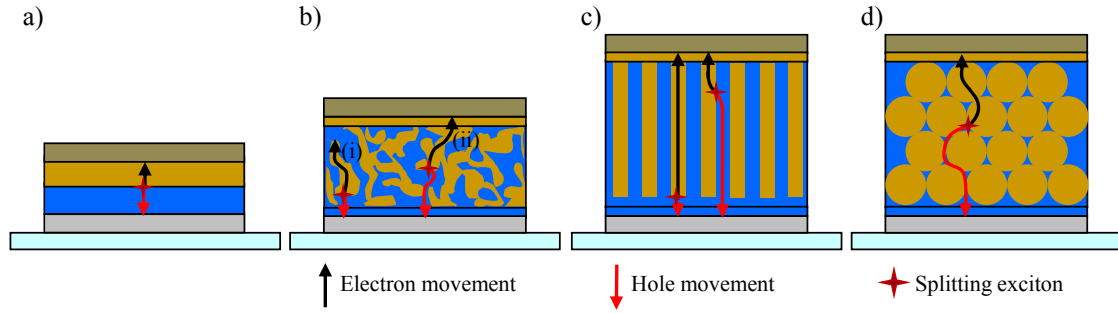 a)
b)
c)
d)
(i)
(ii)
Electron movement
Hole movement
Splitting exciton